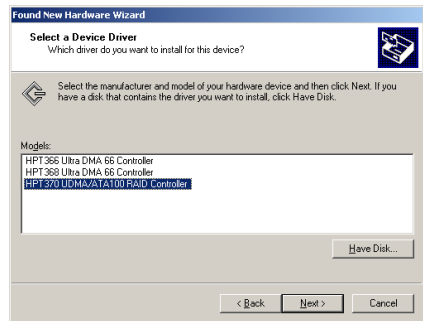 Found New Hardware Wizard
Select a Device Driver
Which driver do you want to install for this device?
Select the manufacturer and model of your hardware device and then click Next. If you
have a disk that contains the driver you want to install, click Have Disk.
Models:
HPT366 Ultra DMA 66 Controller
HPT368 Ultra DMA 66 Controller
HPT370 UDMA/ATA100 RAID Controller
Have Disk...
< Back
Next >
Cancel